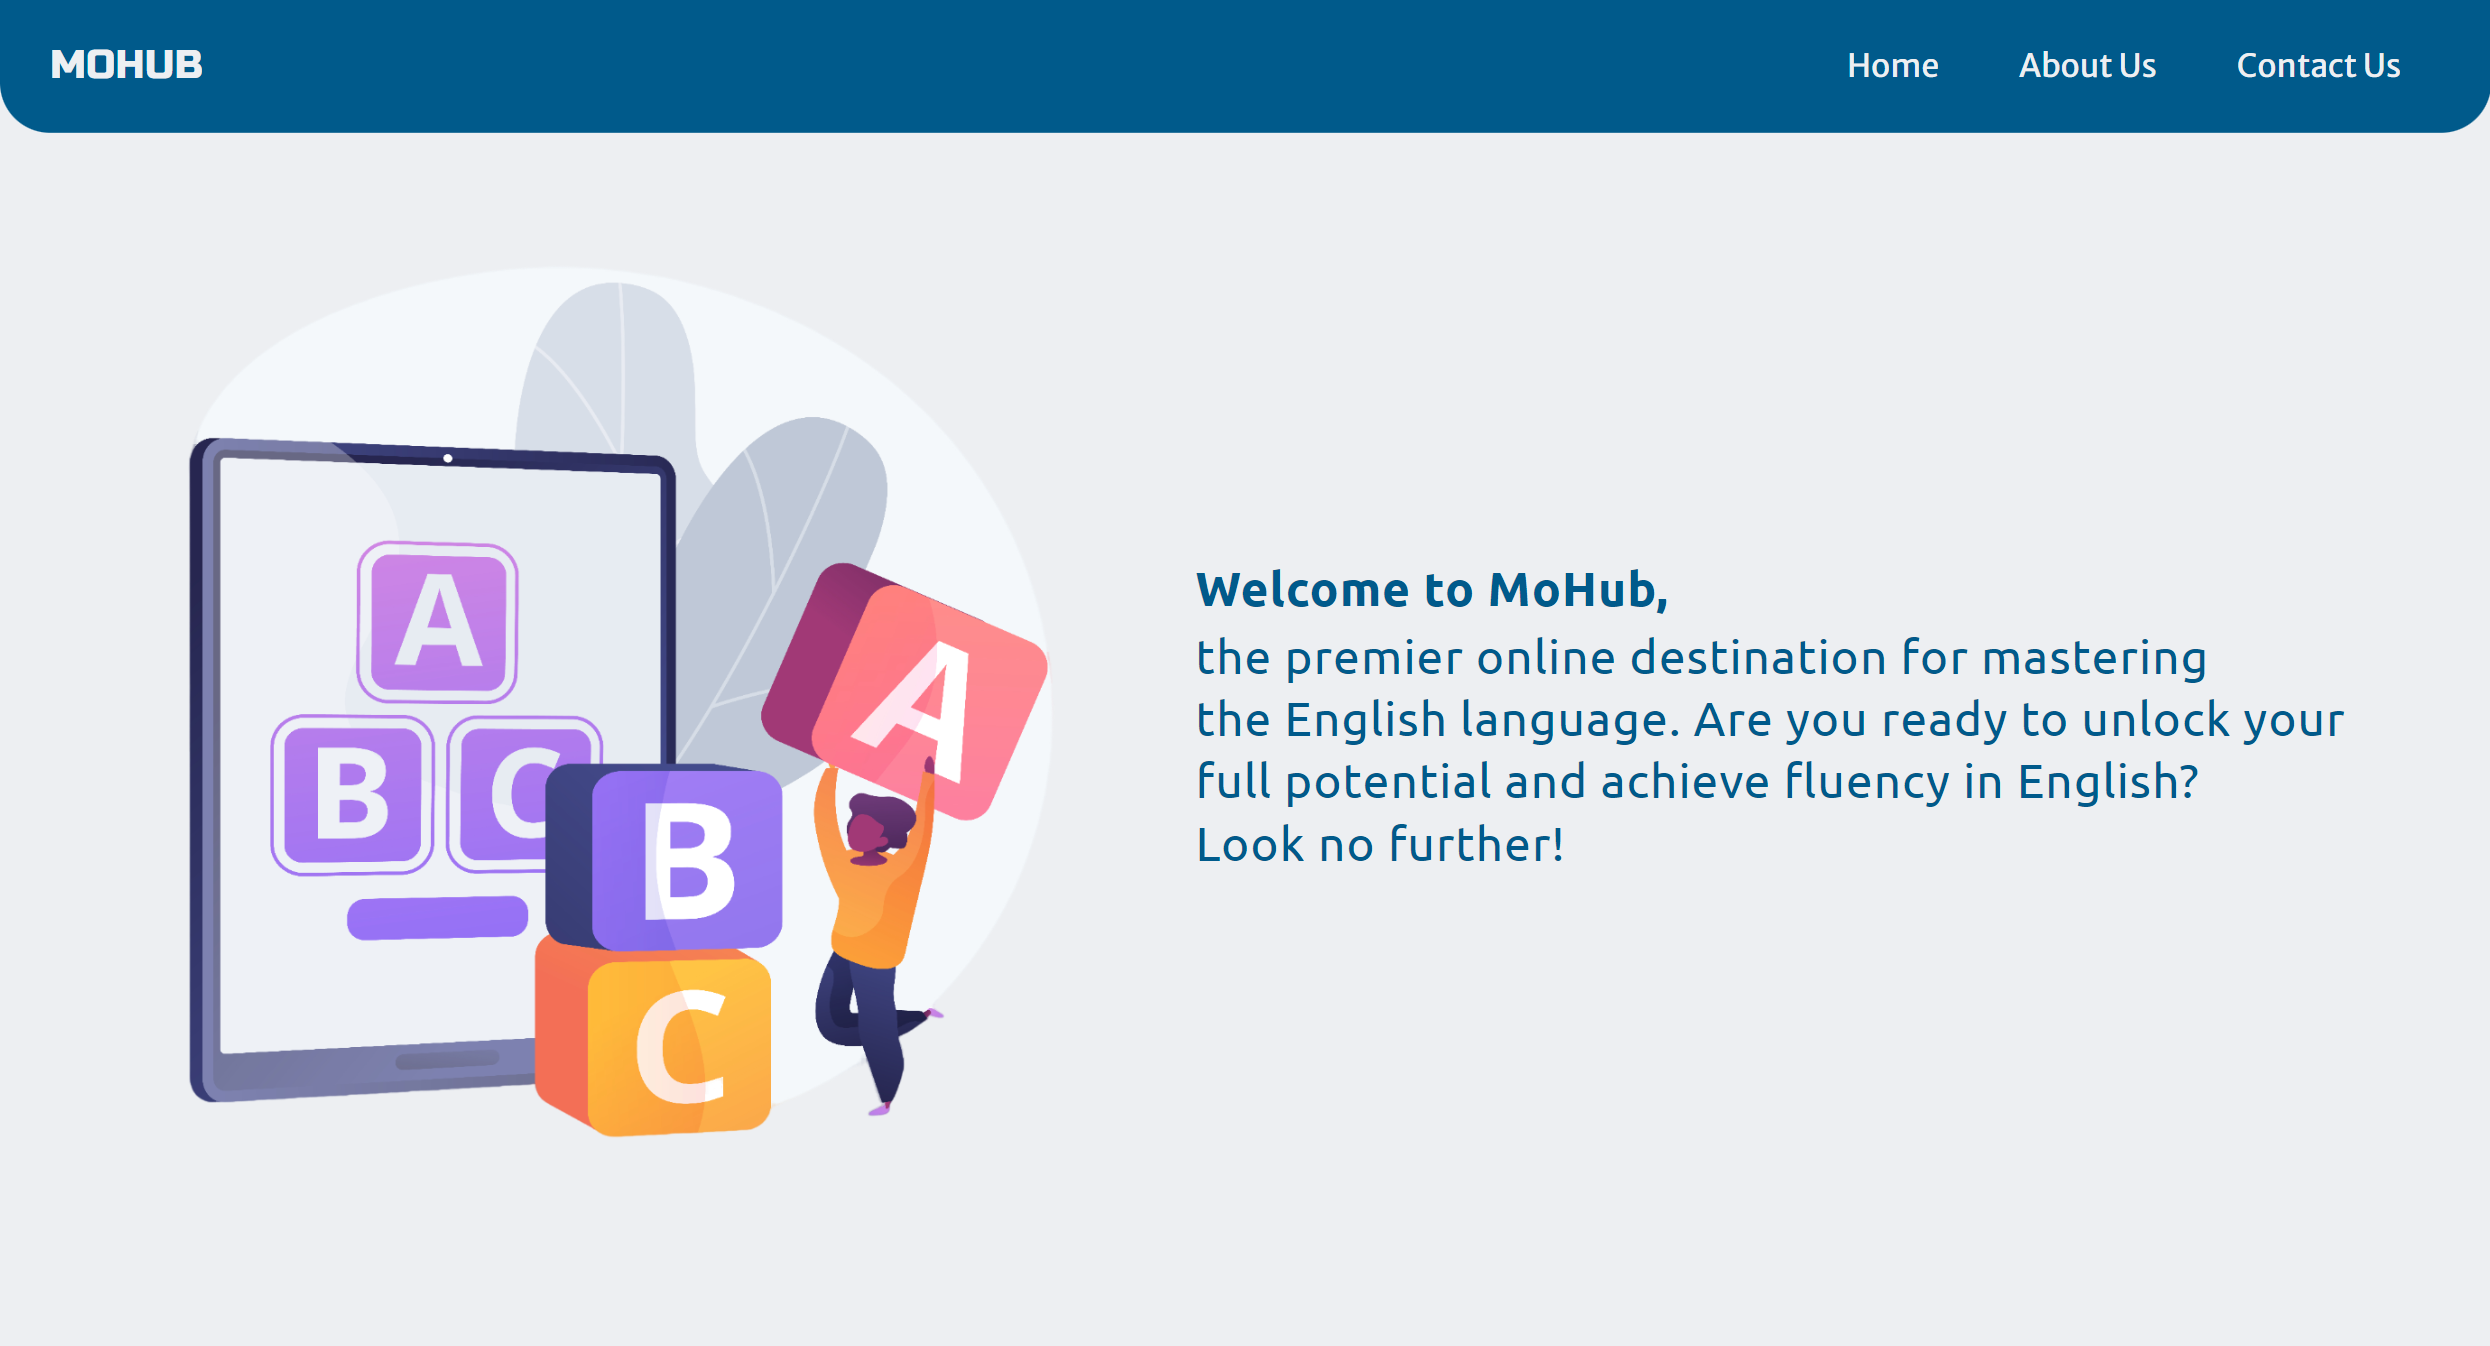 MOHUB
Home About Us Contact Us
A
B C
A
B
C
Welcome to MoHub,
the premier online destination for mastering
the English language. Are you ready to unlock your
full potential and achieve fluency in English?
Look no further!